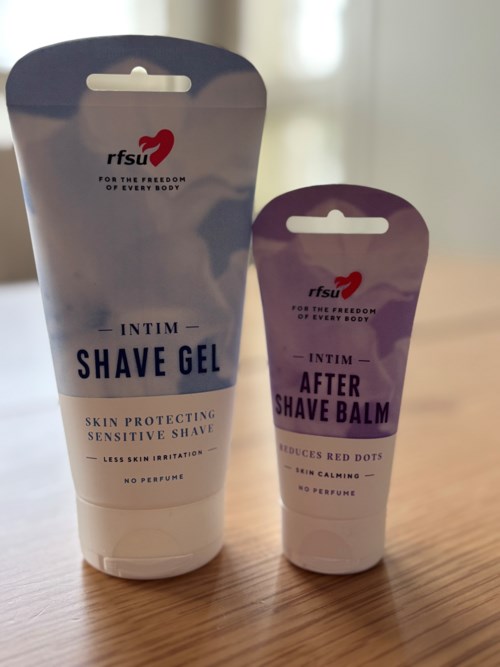 rfsu
FOR THE FREEDOM
OF EVERY BODY
INTIM
SHAVE GEL
SKIN PROTECTING
SENSITIVE SHAVE
LESS SKIN IRRITATION
NO PERFUME
rfsu
FOR THE FREEDOM
OF EVERY BODY
INTIM
AFTER
SHAVE BALM
REDUCES RED DOTS
SKIN CALMING
NO PERFUME